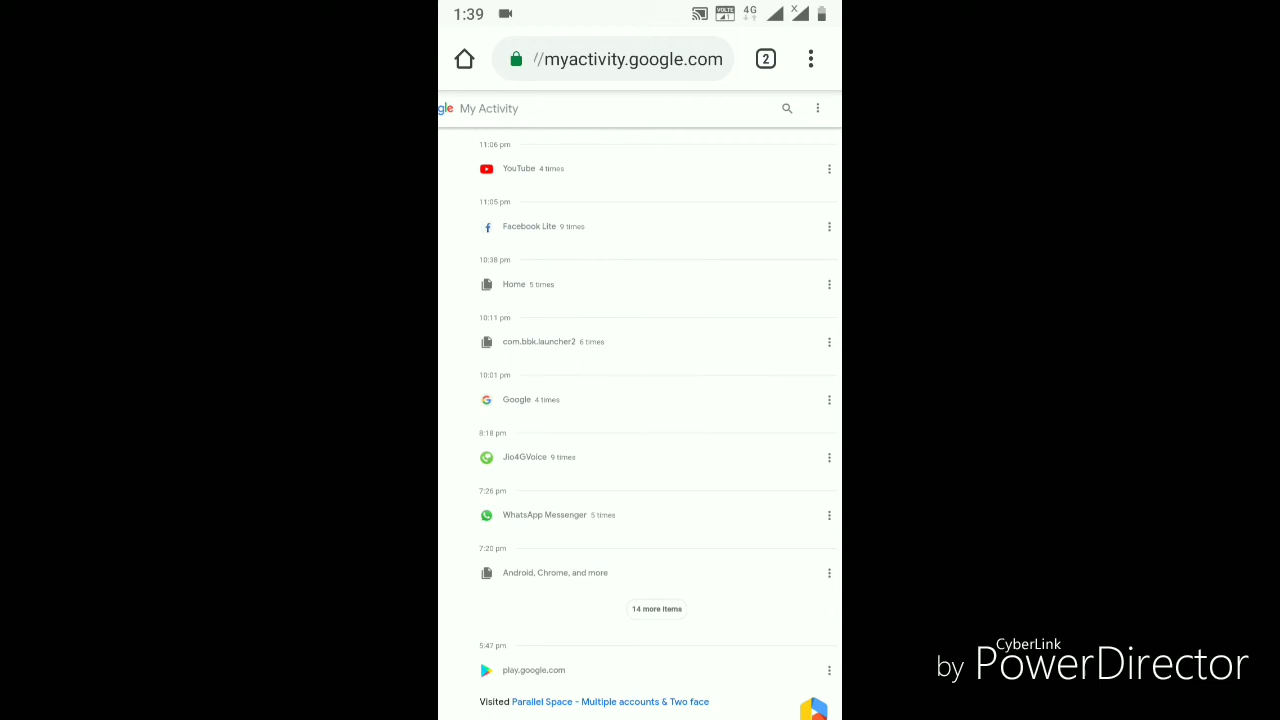 1:39
VOLTE
1
4G
X
//myactivity.google.com
2
gle My Activity
11:06 pm
YouTube 4 times
11:05 pm
Facebook Lite 9 times
10:38 pm
Home 5 times
10:11 pm
com.bbk.launcher2 6 times
10:01 pm
Google 4 times
8:18 pm
Jio4GVoice 9 times
7:26 pm
WhatsApp Messenger 5 times
7:20 pm
Android, Chrome, and more
14 more items
5:47 pm
play.google.com
Visited Parallel Space - Multiple accounts & Two face
CyberLink
by PowerDirector